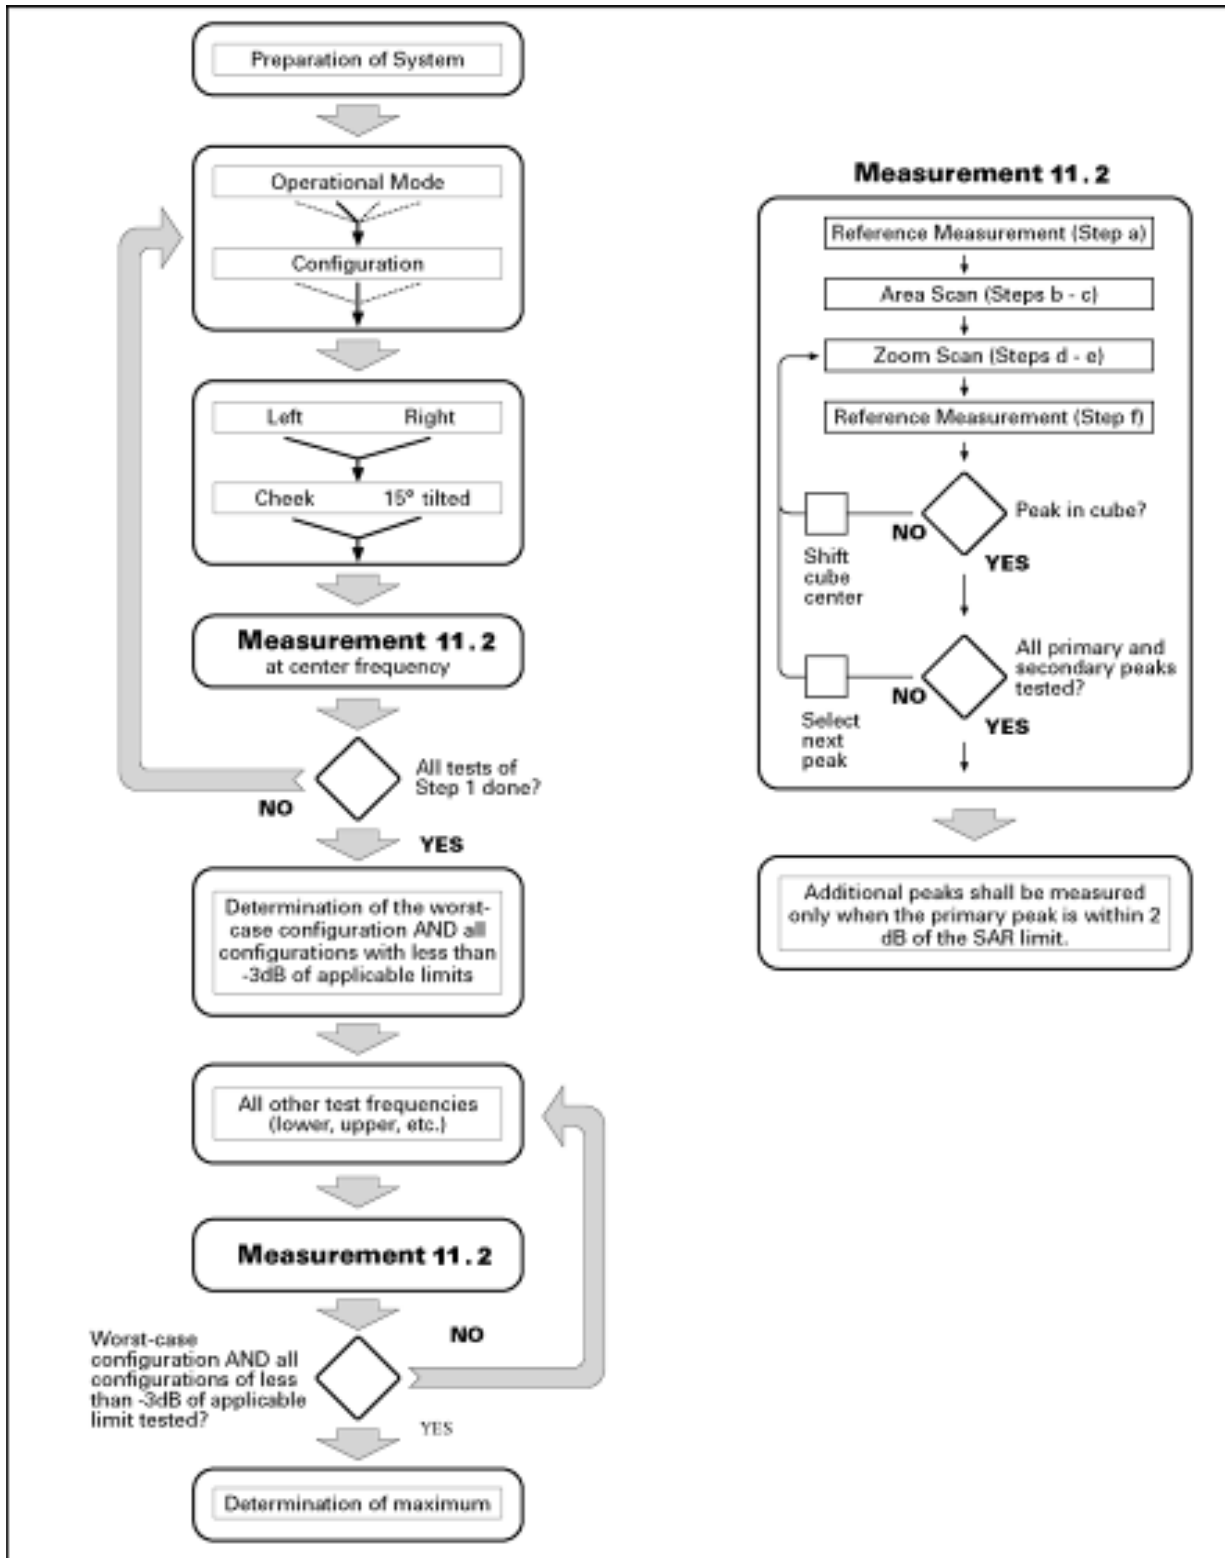 Preparation of System
Operational Mode
Configuration
Left Right
Cheek 15º tilted
Measurement 11.2
at center frequency
All tests of
Step 1 done?
NO
YES
Determination of the worst-
case configuration AND all
configurations with less than
-3dB of applicable limits
All other test frequencies
(lower, upper, etc.)
Measurement 11.2
NO
Worst-case
configuration AND all
configurations of less
than -3dB of applicable
limit tested?
YES
Determination of maximum
Measurement 11.2
Reference Measurement (Step a)
Area Scan (Steps b - c)
Zoom Scan (Steps d - e)
Reference Measurement (Step f)
Peak in cube?
NO
YES
Shift
cube
center
All primary and
secondary peaks
tested?
NO
YES
Select
next
peak
Additional peaks shall be measured
only when the primary peak is within 2
dB of the SAR limit.